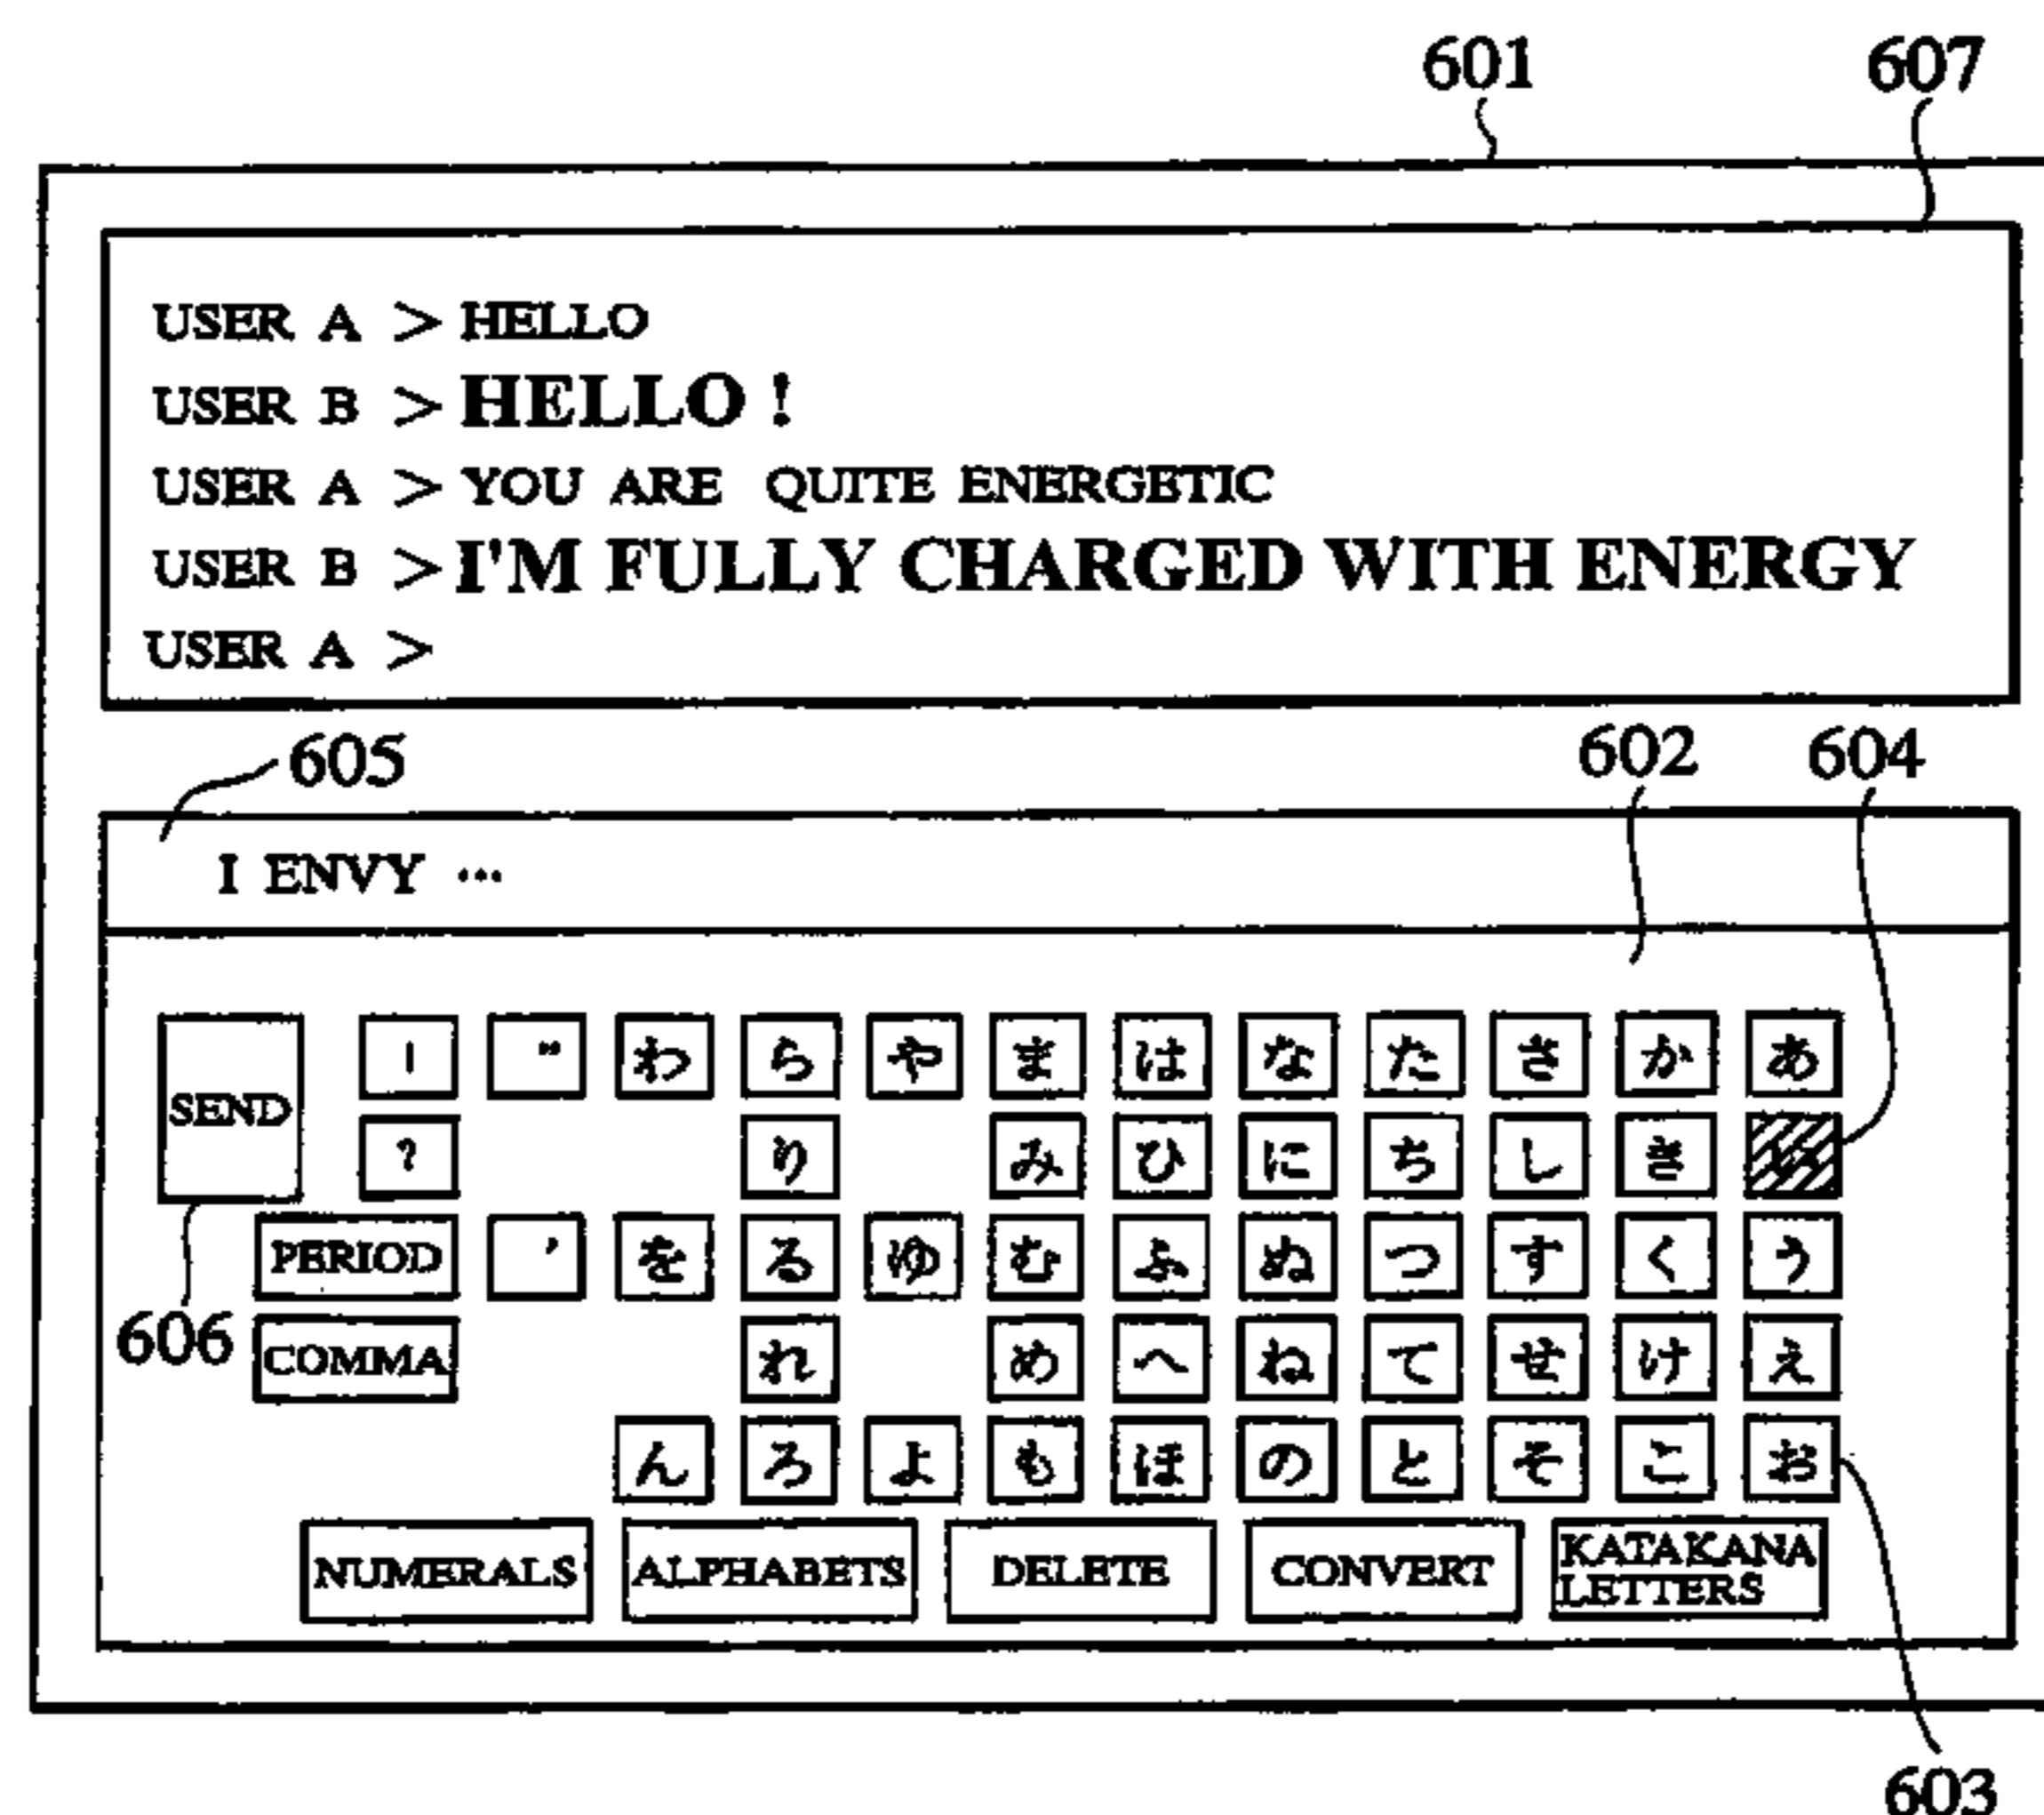 601 607
USER A > HELLO
USER B > HELLO !
USER A > YOU ARE QUITE ENERGETIC
USER B > I'M FULLY CHARGED WITH ENERGY
USER A >
605 602 604
I ENVY ...
SEND I " わ ら や ま は な た さ か あ
? り み ひ に ち し き
PERIOD ' を る ゆ む ふ ぬ つ す く う
606 COMMA れ め へ ね て せ け え
ん ろ よ も ほ の と そ こ お
NUMERALS ALPHABETS DELETE CONVERT KATAKANA
LETTERS
603